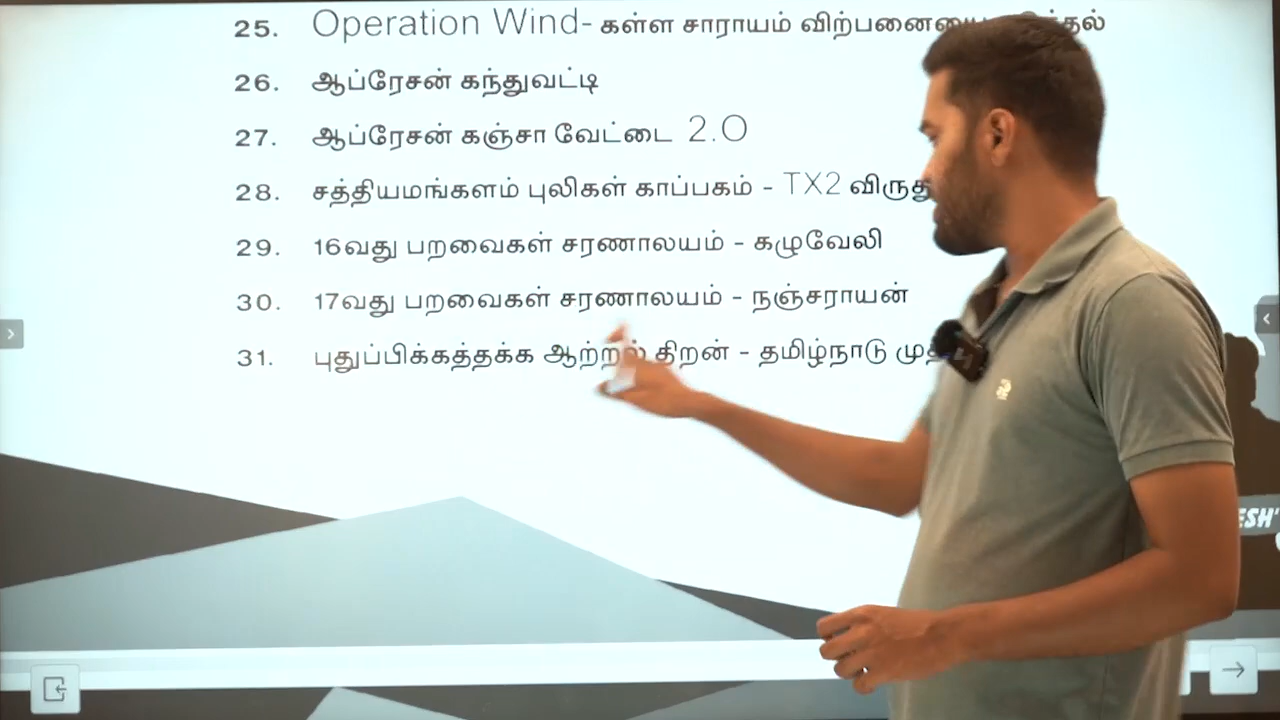 25. Operation Wind- கள்ள சாராயம்
26. ஆப்ரேசன் கந்துவட்டி
27. ஆப்ரேசன் கஞ்சா வேட்டை 2.O
28. சத்தியமங்களம் புலிகள் காப்பகம் - TX2
29. 16வது பறவைகள் சரணாலயம் - கழுவேலி
30. 17வது பறவைகள் சரணாலயம் - நஞ்சராயன்
31. புதுப்பிக்கத்தக்க ஆற்றல் திறன் - தமிழ்நாடு